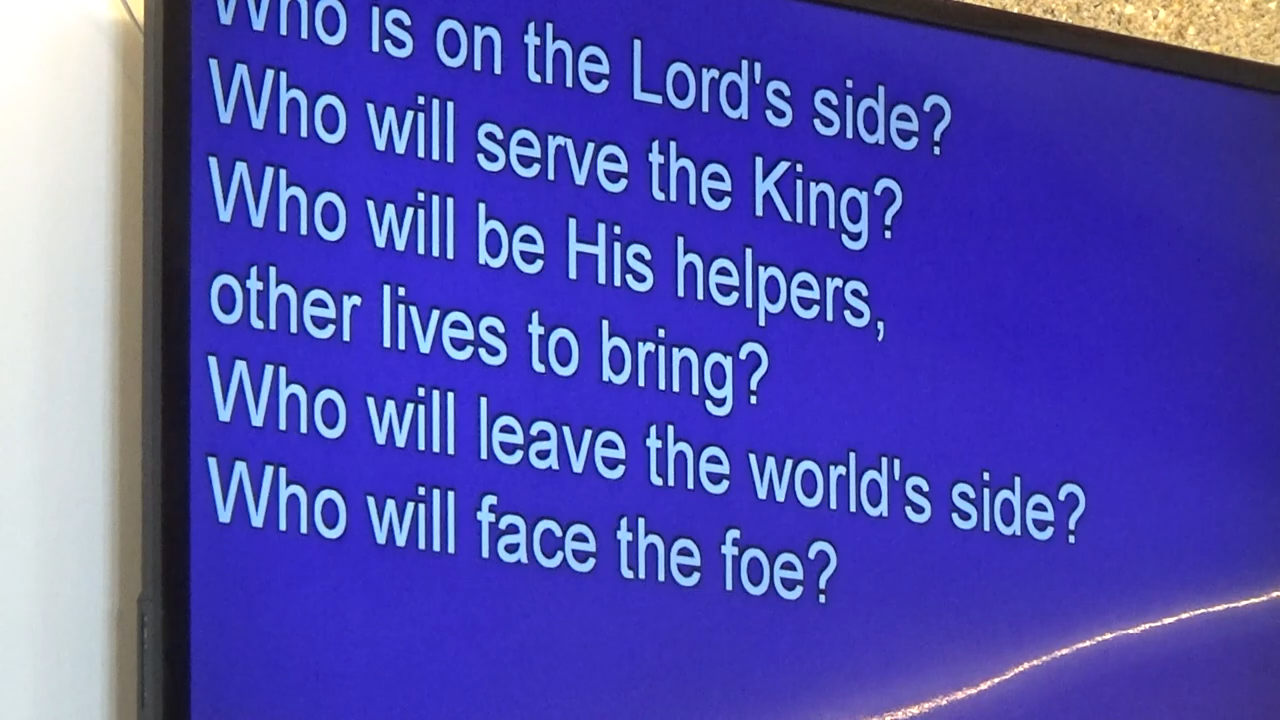 Who is on the Lord's side?
Who will serve the King?
Who will be His helpers,
other lives to bring?
Who will leave the world's side?
Who will face the foe?